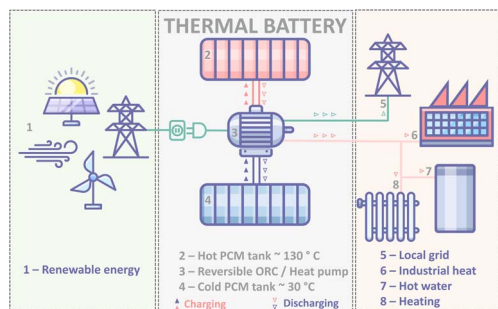 THERMAL BATTERY
1
2
3
4
5
6
7
8
1 – Renewable energy
2 – Hot PCM tank ~ 130 ° C
3 – Reversible ORC / Heat pump
4 – Cold PCM tank ~ 30 °C
Charging
Discharging
5 – Local grid
6 – Industrial heat
7 – Hot water
8 – Heating